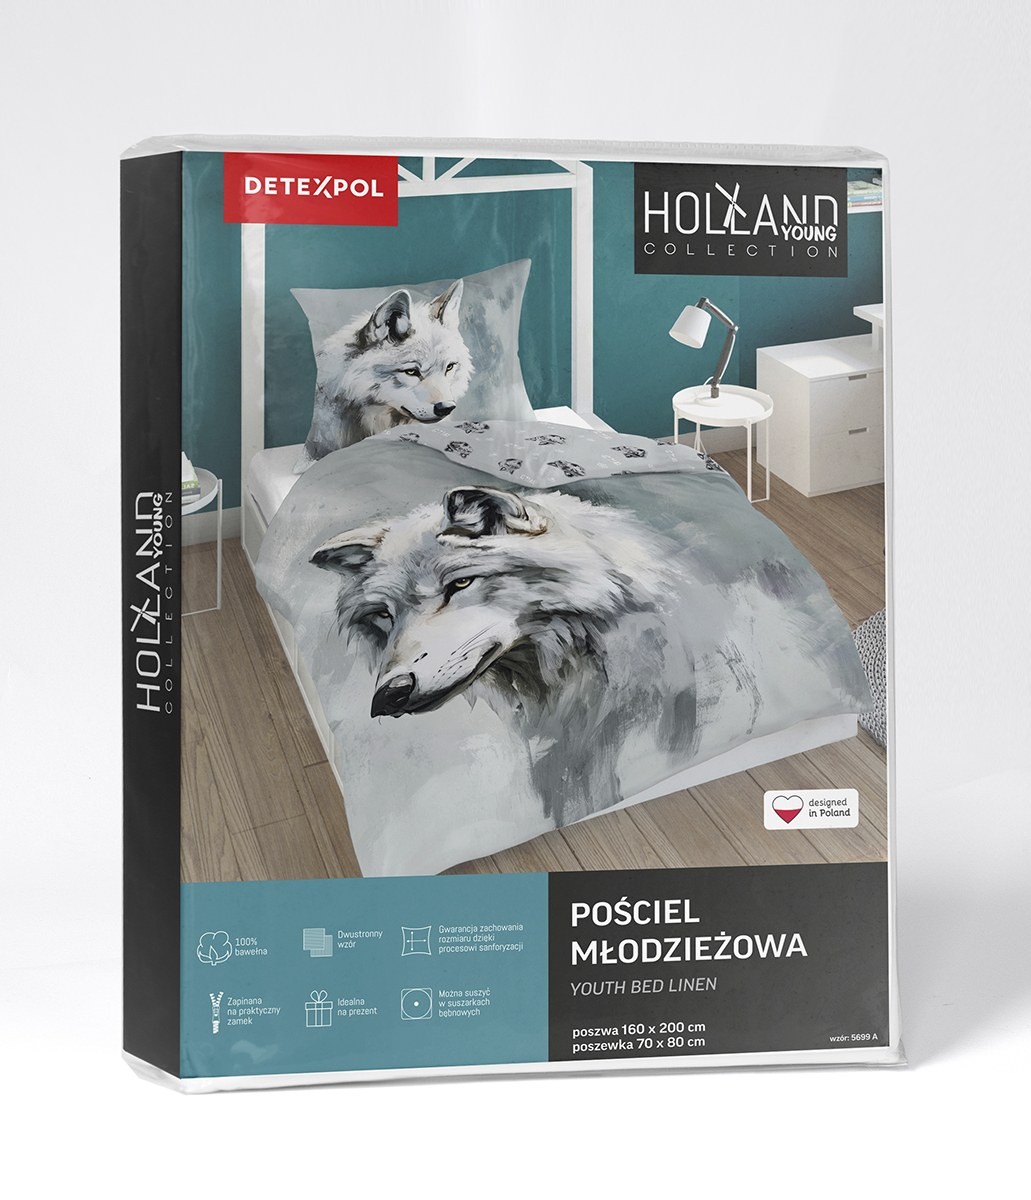 DETEXPOL
HOLLAND
YOUNG
COLLECTION
HOLLAND
YOUNG
COLLECTION
designed
in Poland
100%
bawełna
Dwustronny
wzór
Gwarancja zachowania
rozmiaru dzięki
procesowi sanforyzacji
Zapinana
na praktyczny
zamek
Idealna
na prezent
Można suszyć
w suszarkach
bębnowych
POŚCIEL
MŁODZIEŻOWA
YOUTH BED LINEN
poszwa 160 x 200 cm
poszewka 70 x 80 cm
wzór: 5699 A